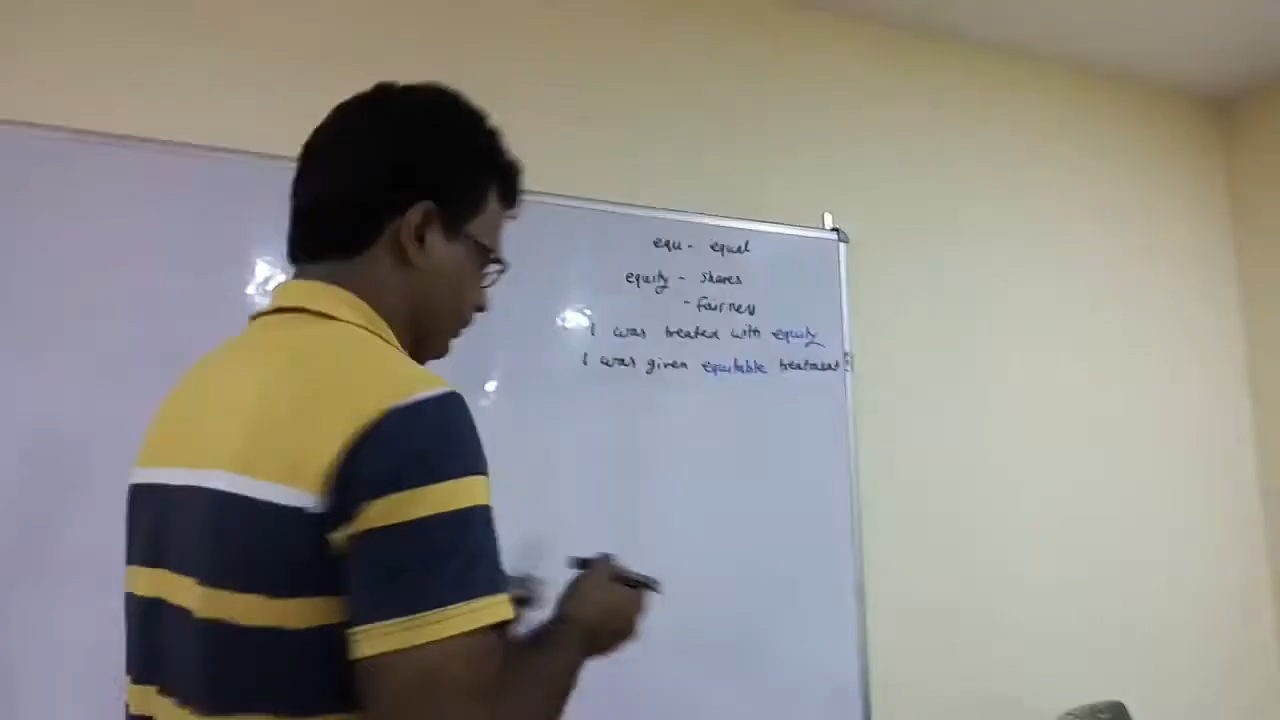 equ - equal
equity - shares
- fairness
I was treated with equity
I was given equitable treatment